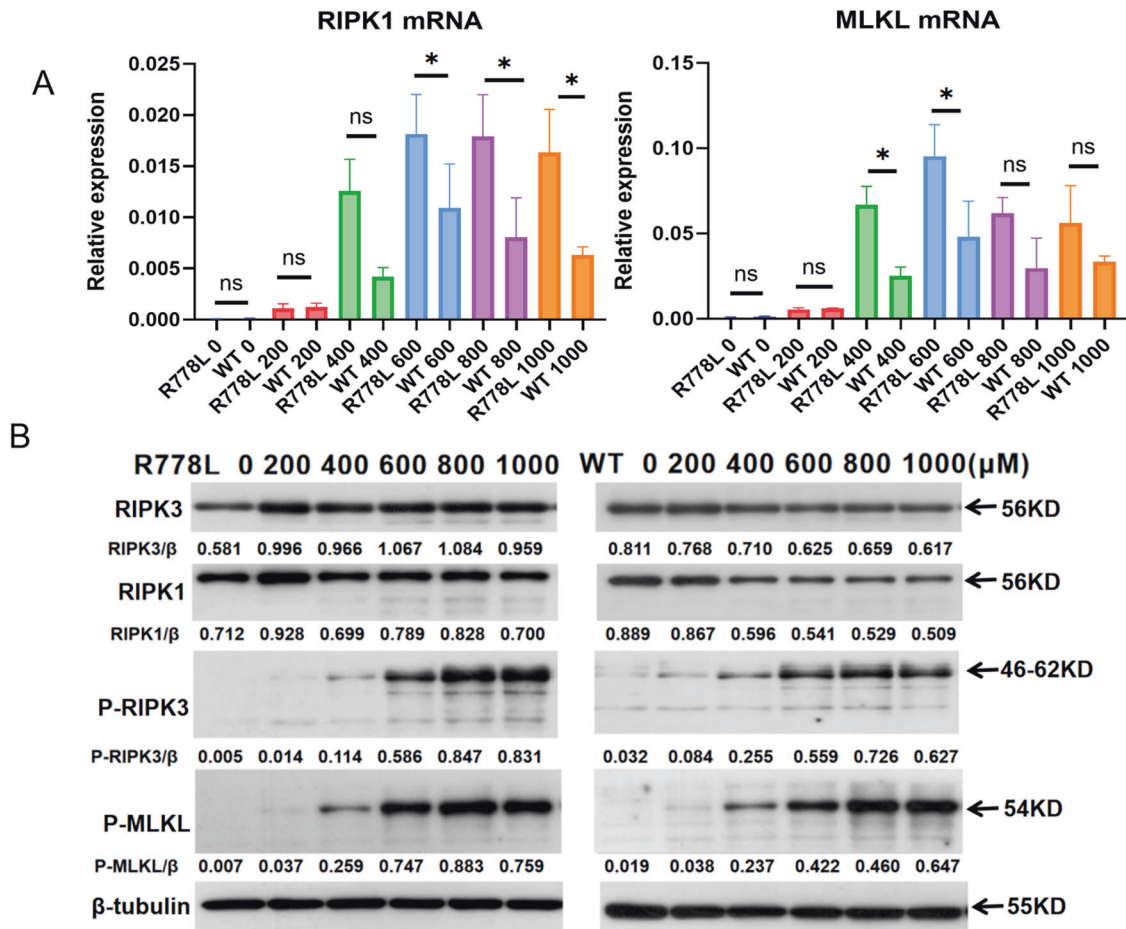 A
RIPK1 mRNA
Relative expression
0.025
0.020
0.015
0.010
0.005
0.000
ns
ns
ns
*
*
*
R778L 0
WT 0
R778L 200
WT 200
R778L 400
WT 400
R778L 600
WT 600
R778L 800
WT 800
R778L 1000
WT 1000
MLKL mRNA
Relative expression
0.15
0.10
0.05
0.00
ns
ns
*
*
ns
ns
R778L 0
WT 0
R778L 200
WT 200
R778L 400
WT 400
R778L 600
WT 600
R778L 800
WT 800
R778L 1000
WT 1000
B
R778L 0 200 400 600 800 1000 WT 0 200 400 600 800 1000(μM)
RIPK3 56KD
RIPK3/β 0.581 0.996 0.966 1.067 1.084 0.959 0.811 0.768 0.710 0.625 0.659 0.617
RIPK1 56KD
RIPK1/β 0.712 0.928 0.699 0.789 0.828 0.700 0.889 0.867 0.596 0.541 0.529 0.509
P-RIPK3 46-62KD
P-RIPK3/β 0.005 0.014 0.114 0.586 0.847 0.831 0.032 0.084 0.255 0.559 0.726 0.627
P-MLKL 54KD
P-MLKL/β 0.007 0.037 0.259 0.747 0.883 0.759 0.019 0.038 0.237 0.422 0.460 0.647
β-tubulin 55KD